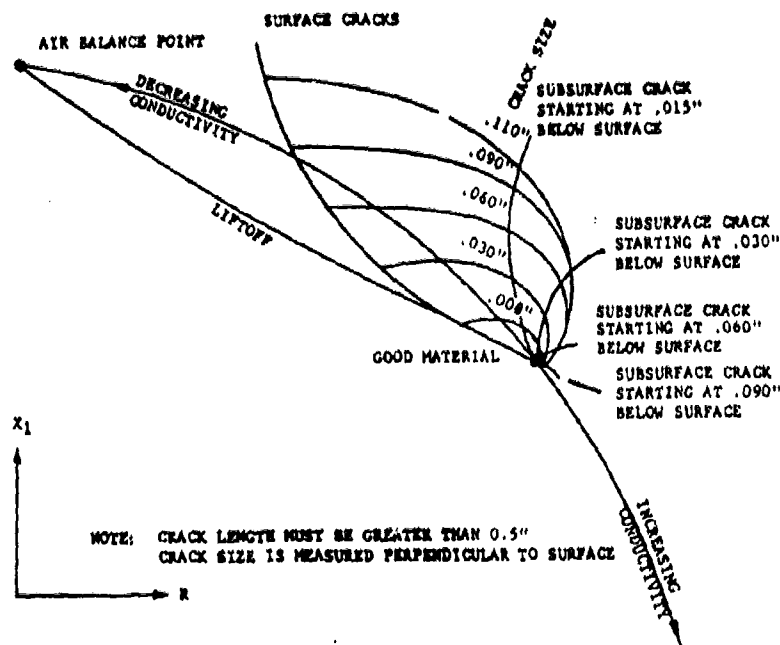 SURFACE CRACKS
AIR BALANCE POINT
DECREASING
CONDUCTIVITY
LIFTOFF
CRACK SIZE
.110"
.090"
.060"
.030"
SUBSURFACE CRACK
STARTING AT .015"
BELOW SURFACE
SUBSURFACE CRACK
STARTING AT .030"
BELOW SURFACE
SUBSURFACE CRACK
STARTING AT .060"
BELOW SURFACE
SUBSURFACE CRACK
STARTING AT .090"
BELOW SURFACE
GOOD MATERIAL
X1
R
NOTE: CRACK LENGTH MUST BE GREATER THAN 0.5"
CRACK SIZE IS MEASURED PERPENDICULAR TO SURFACE
INCREASING
CONDUCTIVITY